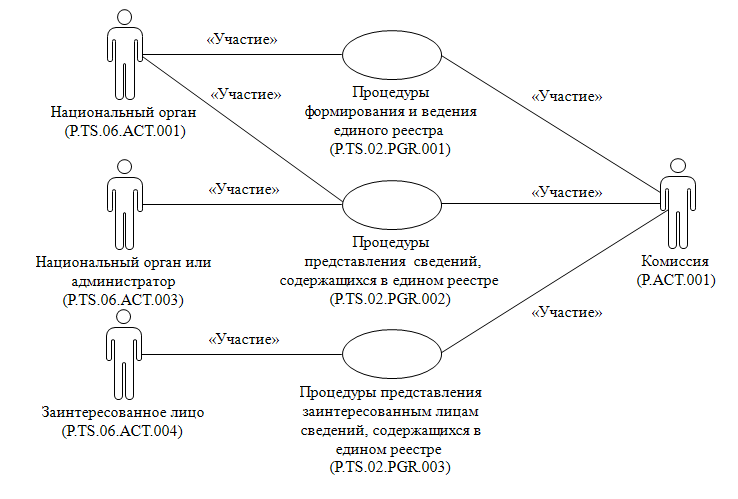 «Участие»
«Участие»
«Участие»
Национальный орган
(P.TS.06.ACT.001)
Процедуры
формирования и ведения
единого реестра
(P.TS.02.PGR.001)
«Участие»
«Участие»
Национальный орган или
администратор
(P.TS.06.ACT.003)
Процедуры
представления сведений,
содержащихся в едином реестре
(P.TS.02.PGR.002)
Комиссия
(P.ACT.001)
«Участие»
«Участие»
Заинтересованное лицо
(P.TS.06.ACT.004)
Процедуры представления
заинтересованным лицам
сведений, содержащихся в
едином реестре
(P.TS.02.PGR.003)